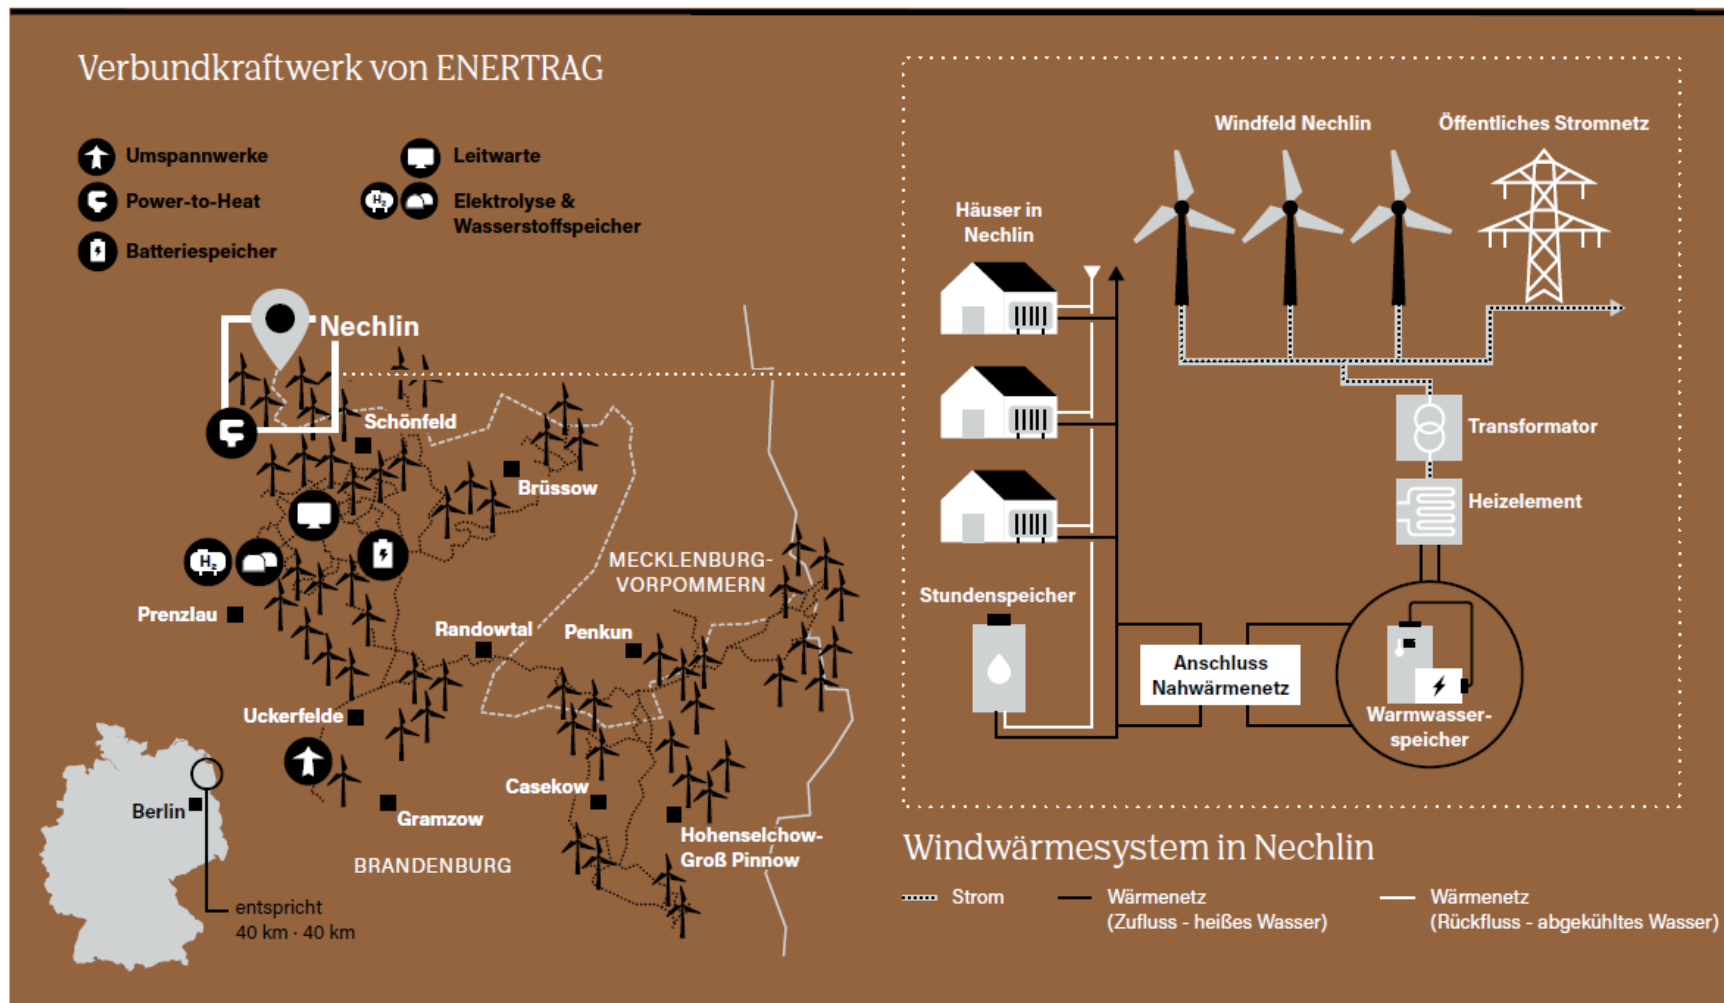 Verbundkraftwerk von ENERTRAG
Umspannwerke
Power-to-Heat
Batteriespeicher
Leitwarte
H₂
Elektrolyse &
Wasserstoffspeicher
Nechlin
Schönfeld
Brüssow
H₂
Prenzlau
MECKLENBURG-
VORPOMMERN
Randowtal
Penkun
Uckerfelde
Casekow
Gramzow
Hohenselchow-
Groß Pinnow
BRANDENBURG
Berlin
entspricht
40 km · 40 km
Windfeld Nechlin
Öffentliches Stromnetz
Häuser in
Nechlin
Transformator
Heizelement
Stundenspeicher
Anschluss
Nahwärmenetz
Warmwasser-
speicher
Windwärmesystem in Nechlin
Strom
Wärmenetz
(Zufluss - heißes Wasser)
Wärmenetz
(Rückfluss - abgekühltes Wasser)